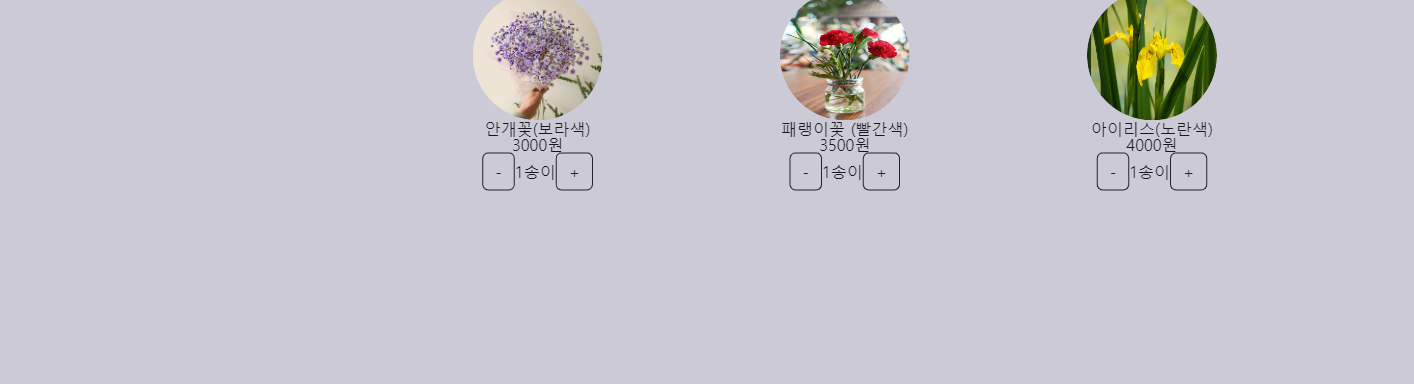 안개꽃(보라색)
3000원
- 1송이 +
패랭이꽃 (빨간색)
3500원
- 1송이 +
아이리스(노란색)
4000원
- 1송이 +